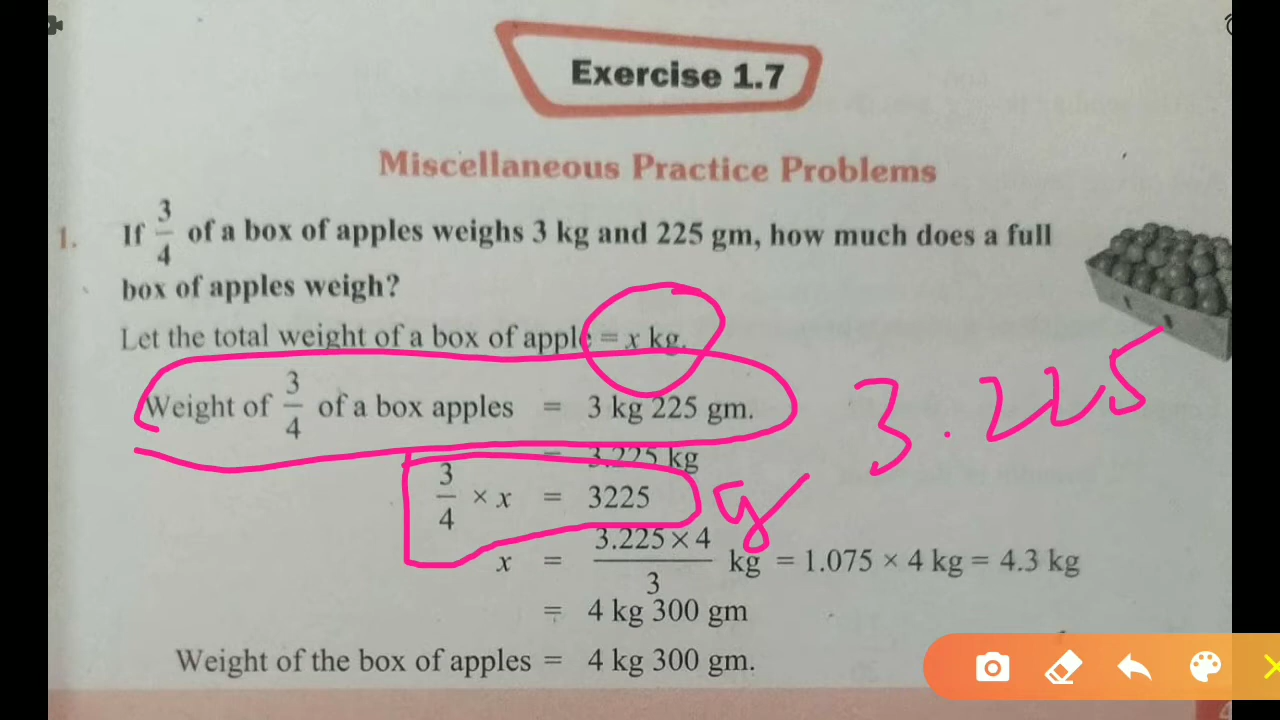 Exercise 1.7
Miscellaneous Practice Problems
1. If 3/4 of a box of apples weighs 3 kg and 225 gm, how much does a full
box of apples weigh?
Let the total weight of a box of apple = x kg.
Weight of 3/4 of a box apples = 3 kg 225 gm.
3.225
= 3.225 kg
3/4 × x = 3225 g
x = 3.225 × 4 / 3 kg = 1.075 × 4 kg = 4.3 kg
= 4 kg 300 gm
Weight of the box of apples = 4 kg 300 gm.
4